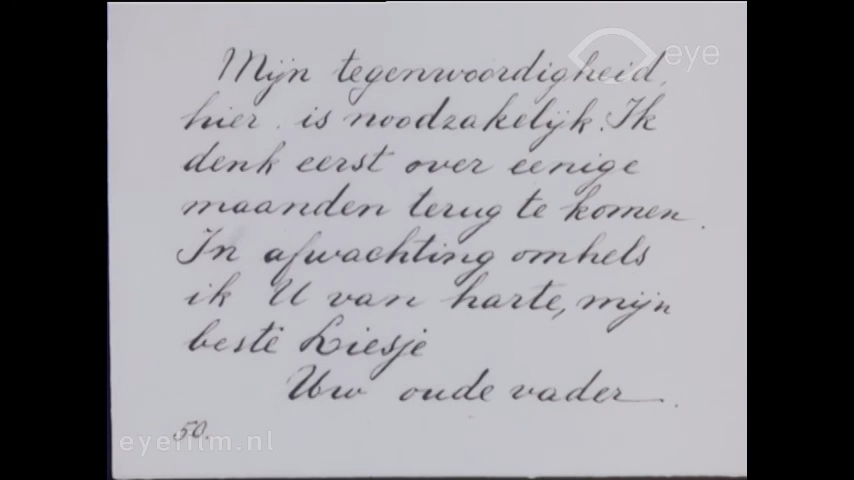 Mijn tegenwoordigheid
hier is noodzakelijk. Ik
denk eerst over eenige
maanden terug te komen.
In afwachting omhels
ik U van harte, mijn
beste Liesje
Uw oude vader.
50.
eye
eyefilm.nl